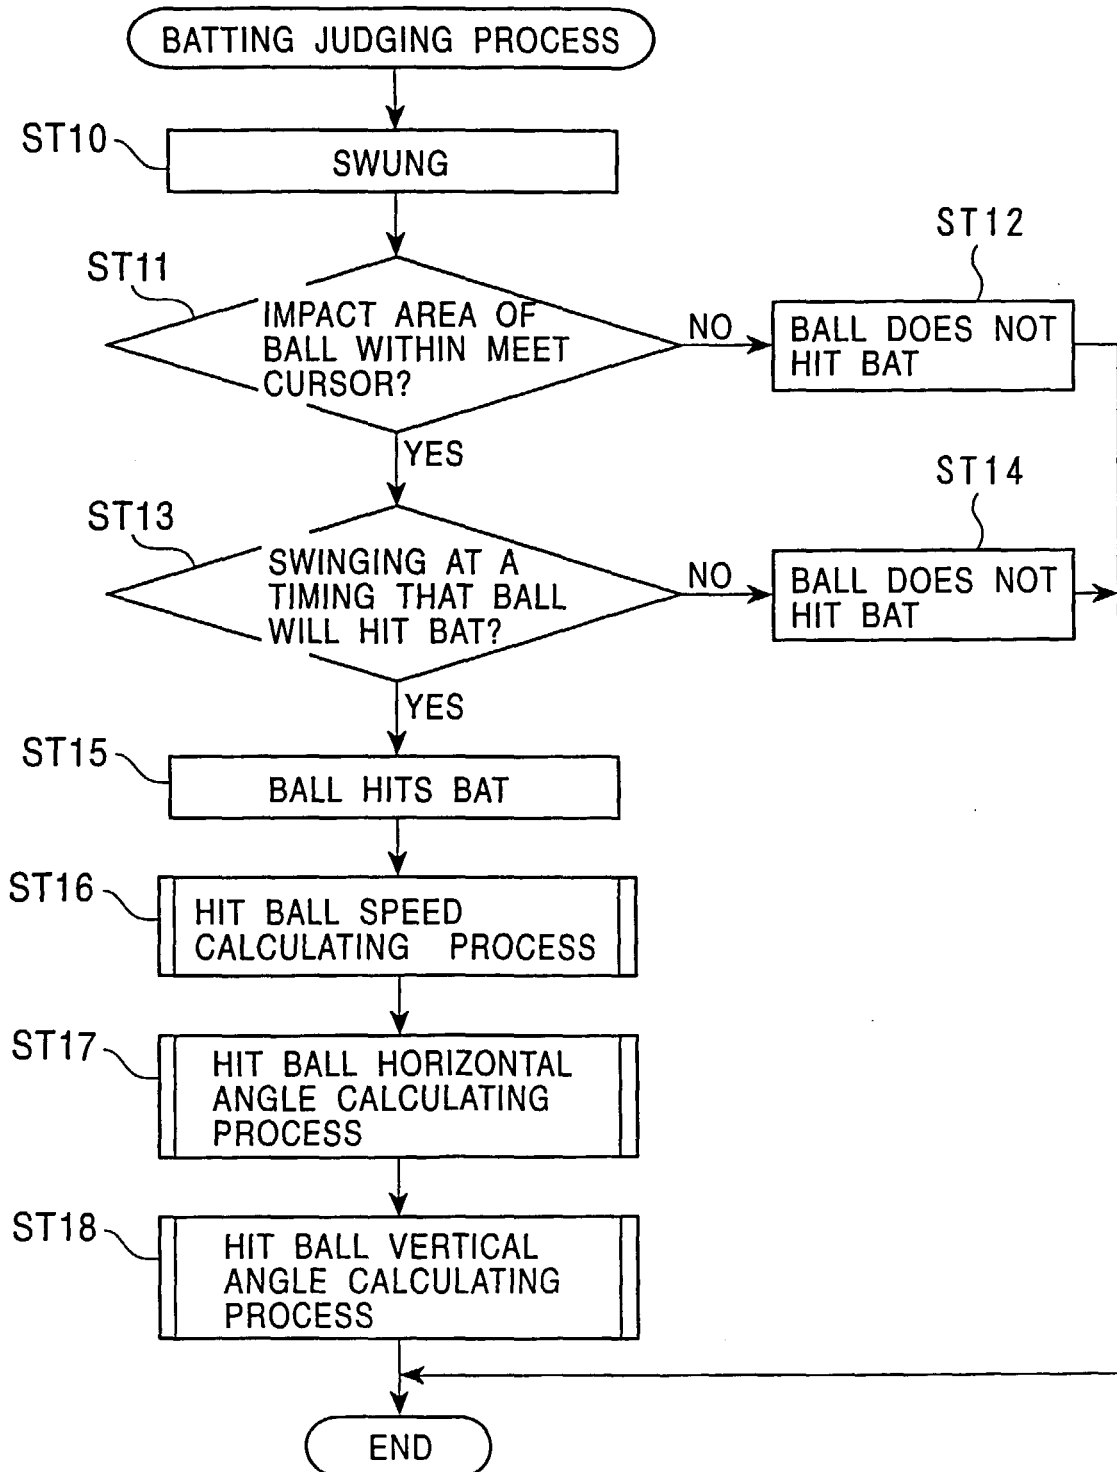 BATTING JUDGING PROCESS
ST10
SWUNG
ST11
IMPACT AREA OF
BALL WITHIN MEET
CURSOR?
NO
ST12
BALL DOES NOT
HIT BAT
YES
ST13
SWINGING AT A
TIMING THAT BALL
WILL HIT BAT?
NO
ST14
BALL DOES NOT
HIT BAT
YES
ST15
BALL HITS BAT
ST16
HIT BALL SPEED
CALCULATING PROCESS
ST17
HIT BALL HORIZONTAL
ANGLE CALCULATING
PROCESS
ST18
HIT BALL VERTICAL
ANGLE CALCULATING
PROCESS
END